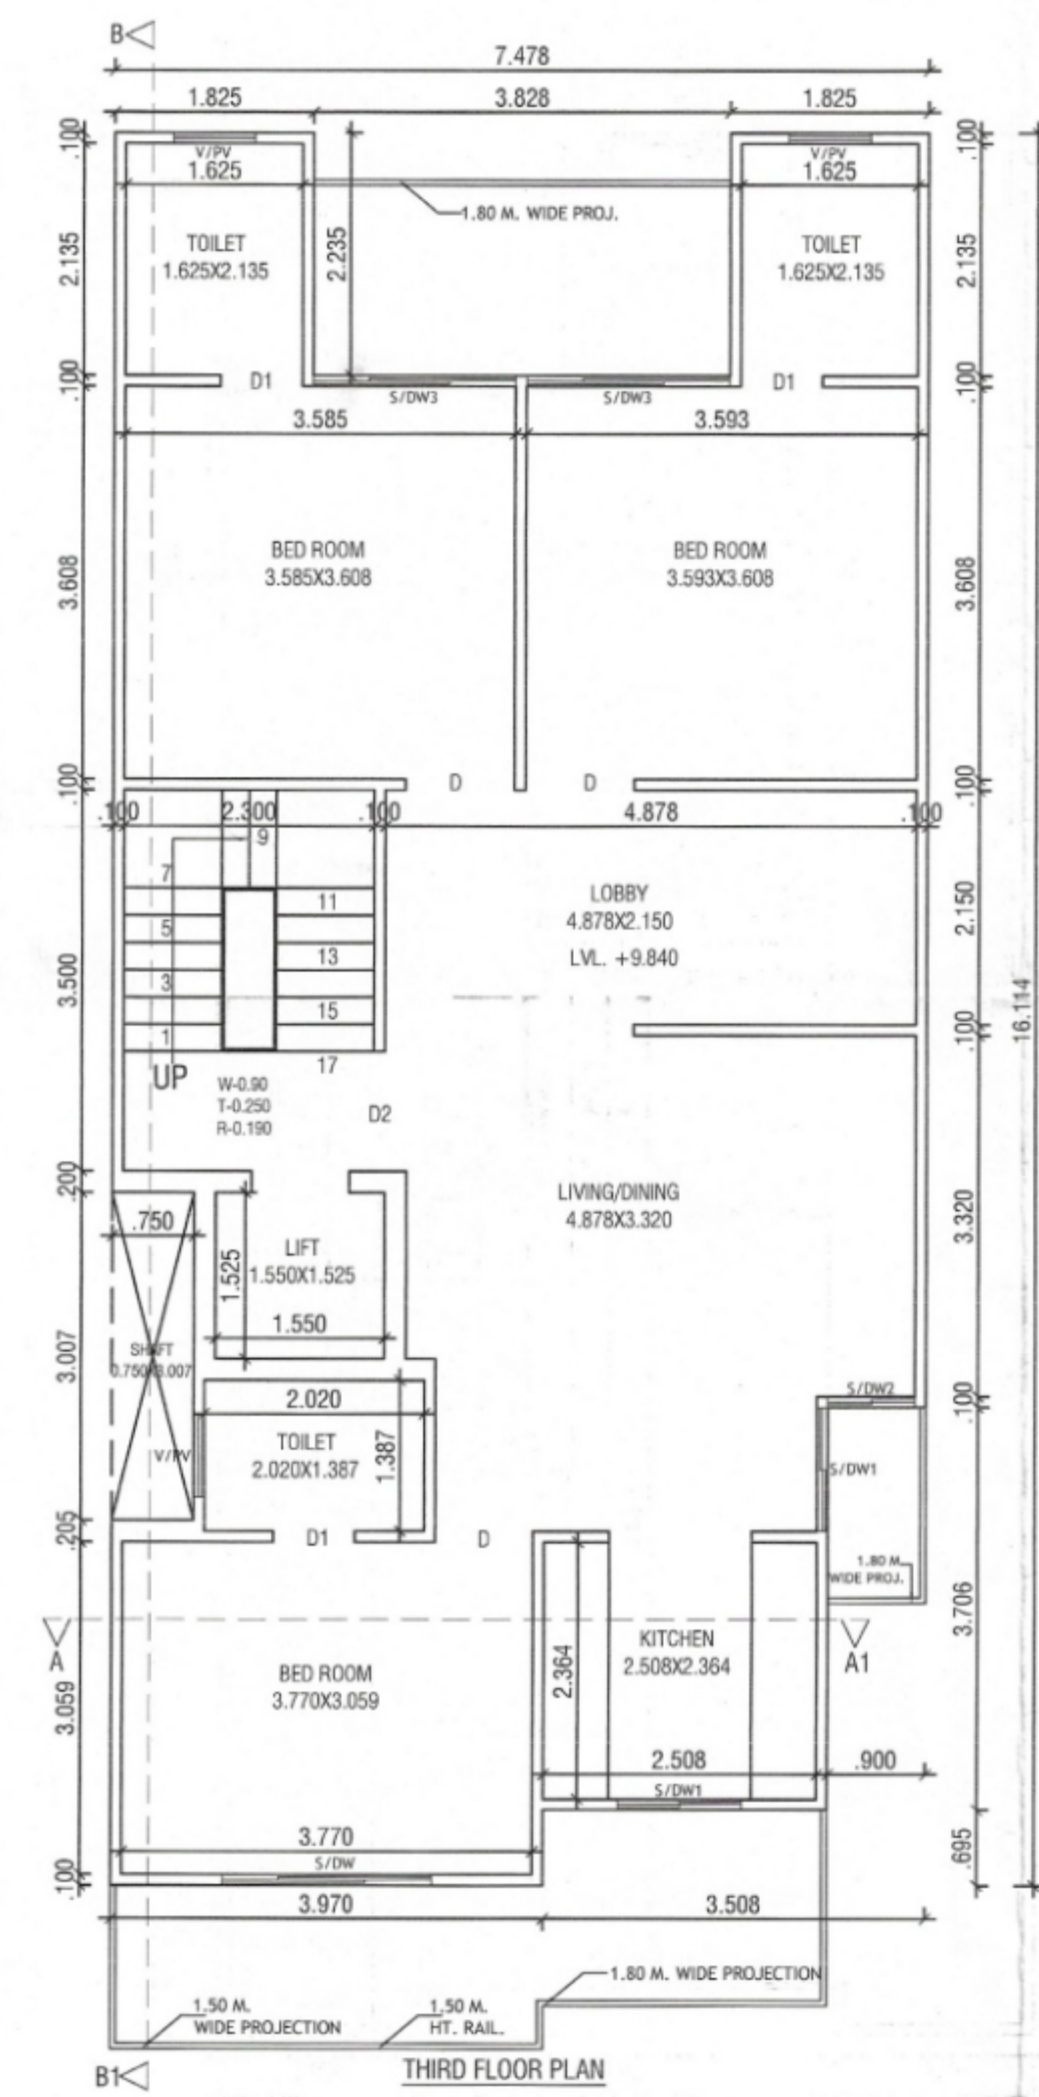 B
7.478
1.825
3.828
1.825
.100
.100
V/PV
1.625
V/PV
1.625
1.80 M. WIDE PROJ.
2.135
TOILET
1.625X2.135
2.235
TOILET
1.625X2.135
2.135
.100
D1
S/DW3
S/DW3
D1
.100
3.585
3.593
BED ROOM
3.585X3.608
BED ROOM
3.593X3.608
3.608
3.608
.100
D
D
.100
.100
2.300
.100
4.878
.100
9
7
11
5
13
3
15
1
17
3.500
LOBBY
4.878X2.150
LVL. +9.840
2.150
16.114
.100
UP
W-0.90
T-0.250
R-0.190
D2
.200
.750
LIVING/DINING
4.878X3.320
3.320
LIFT
1.550X1.525
1.525
1.550
3.007
SHAFT
0.750X3.007
2.020
TOILET
2.020X1.387
1.387
V/PV
S/DW2
.100
S/DW1
.205
D1
D
1.80 M.
WIDE PROJ.
3.706
A
A1
KITCHEN
2.508X2.364
2.364
BED ROOM
3.770X3.059
3.059
2.508
.900
S/DW1
3.770
S/DW
.695
.100
3.970
3.508
1.80 M. WIDE PROJECTION
1.50 M.
WIDE PROJECTION
1.50 M.
HT. RAIL.
THIRD FLOOR PLAN
B1